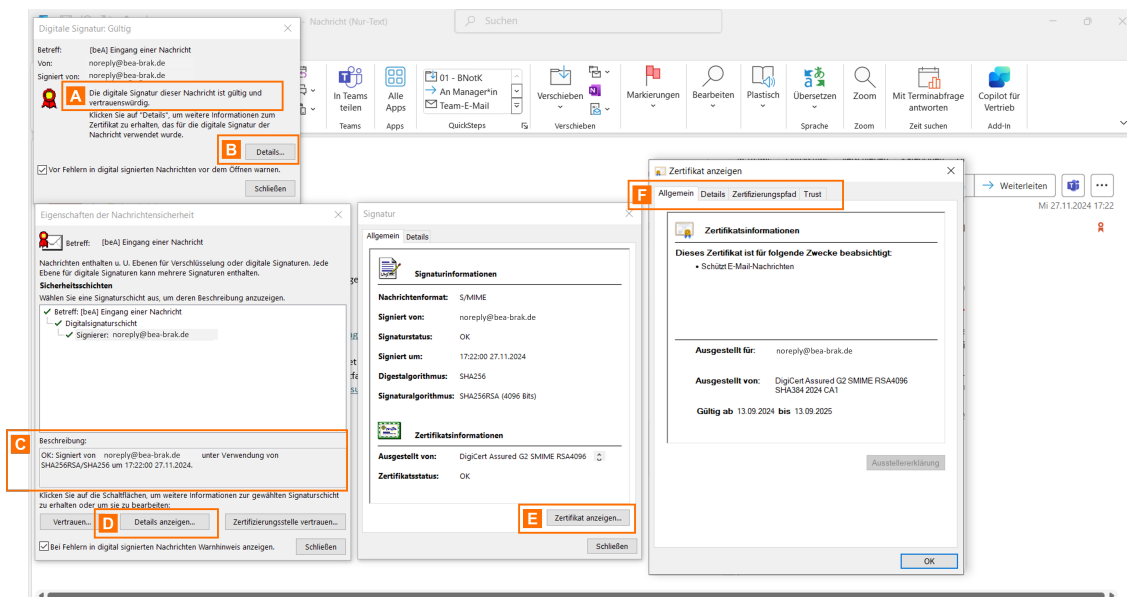 Nachricht (Nur-Text)
Suchen
In Teams teilen
Teams
Alle Apps
Apps
01 - BNotK
An Manager*in
Team-E-Mail
QuickSteps
Verschieben
Verschieben
Markierungen
Bearbeiten
Plastisch
Übersetzen
Sprache
Zoom
Zoom
Mit Terminabfrage antworten
Zeit suchen
Copilot für Vertrieb
Add-In
Weiterleiten
Mi 27.11.2024 17:22
Digitale Signatur: Gültig
Betreff: [beA] Eingang einer Nachricht
Von: noreply@bea-brak.de
Signiert von: noreply@bea-brak.de
A
Die digitale Signatur dieser Nachricht ist gültig und
vertrauenswürdig.
Klicken Sie auf "Details", um weitere Informationen zum
Zertifikat zu erhalten, das für die digitale Signatur der
Nachricht verwendet wurde.
B
Details...
Vor Fehlern in digital signierten Nachrichten vor dem Öffnen warnen.
Schließen
Eigenschaften der Nachrichtensicherheit
Betreff: [beA] Eingang einer Nachricht
Nachrichten enthalten u. U. Ebenen für Verschlüsselung oder digitale Signaturen. Jede
Ebene für digitale Signaturen kann mehrere Signaturen enthalten.
Sicherheitsschichten
Wählen Sie eine Signaturschicht aus, um deren Beschreibung anzuzeigen.
Betreff: [beA] Eingang einer Nachricht
Digitalsignaturschicht
Signierer: noreply@bea-brak.de
C
Beschreibung:
OK: Signiert von noreply@bea-brak.de unter Verwendung von
SHA256RSA/SHA256 um 17:22:00 27.11.2024.
Klicken Sie auf die Schaltflächen, um weitere Informationen zur gewählten Signaturschicht
zu erhalten oder um sie zu bearbeiten:
Vertrauen...
D
Details anzeigen...
Zertifizierungsstelle vertrauen...
Bei Fehlern in digital signierten Nachrichten Warnhinweis anzeigen.
Schließen
Signatur
Allgemein Details
Signaturinformationen
Nachrichtenformat: S/MIME
Signiert von: noreply@bea-brak.de
Signaturstatus: OK
Signiert um: 17:22:00 27.11.2024
Digestalgorithmus: SHA256
Signaturalgorithmus: SHA256RSA (4096 Bits)
Zertifikatsinformationen
Ausgestellt von: DigiCert Assured G2 SMIME RSA4096
Zertifikatsstatus: OK
E
Zertifikat anzeigen...
Schließen
Zertifikat anzeigen
F
Allgemein Details Zertifizierungspfad Trust
Zertifikatsinformationen
Dieses Zertifikat ist für folgende Zwecke beabsichtigt:
• Schützt E-Mail-Nachrichten
Ausgestellt für: noreply@bea-brak.de
Ausgestellt von: DigiCert Assured G2 SMIME RSA4096
SHA384 2024 CA1
Gültig ab 13.09.2024 bis 13.09.2025
Ausstellererklärung
OK